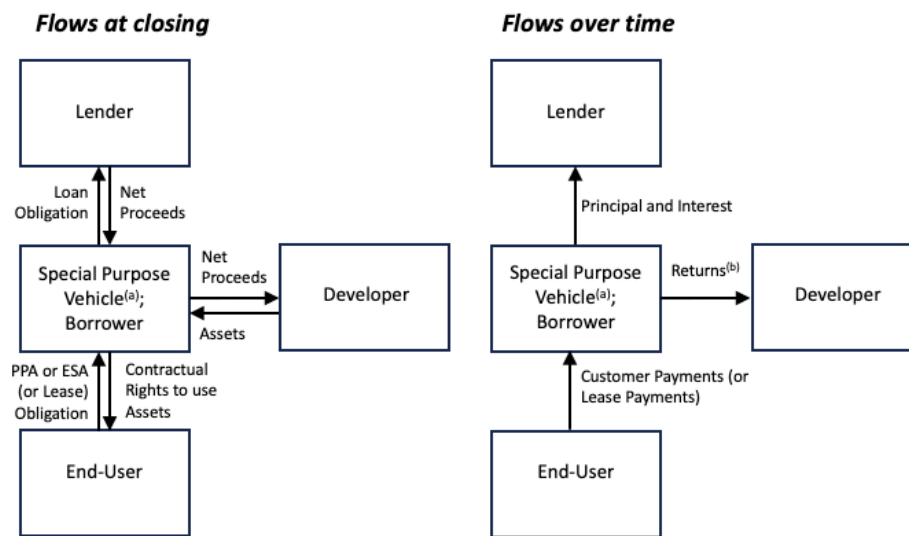 Flows at closing
Lender
Loan
Obligation
Net
Proceeds
Special Purpose
Vehicle(a);
Borrower
Net
Proceeds
Assets
Developer
PPA or ESA
(or Lease)
Obligation
Contractual
Rights to use
Assets
End-User
Flows over time
Lender
Principal and Interest
Special Purpose
Vehicle(a);
Borrower
Returns(b)
Developer
Customer Payments (or
Lease Payments)
End-User